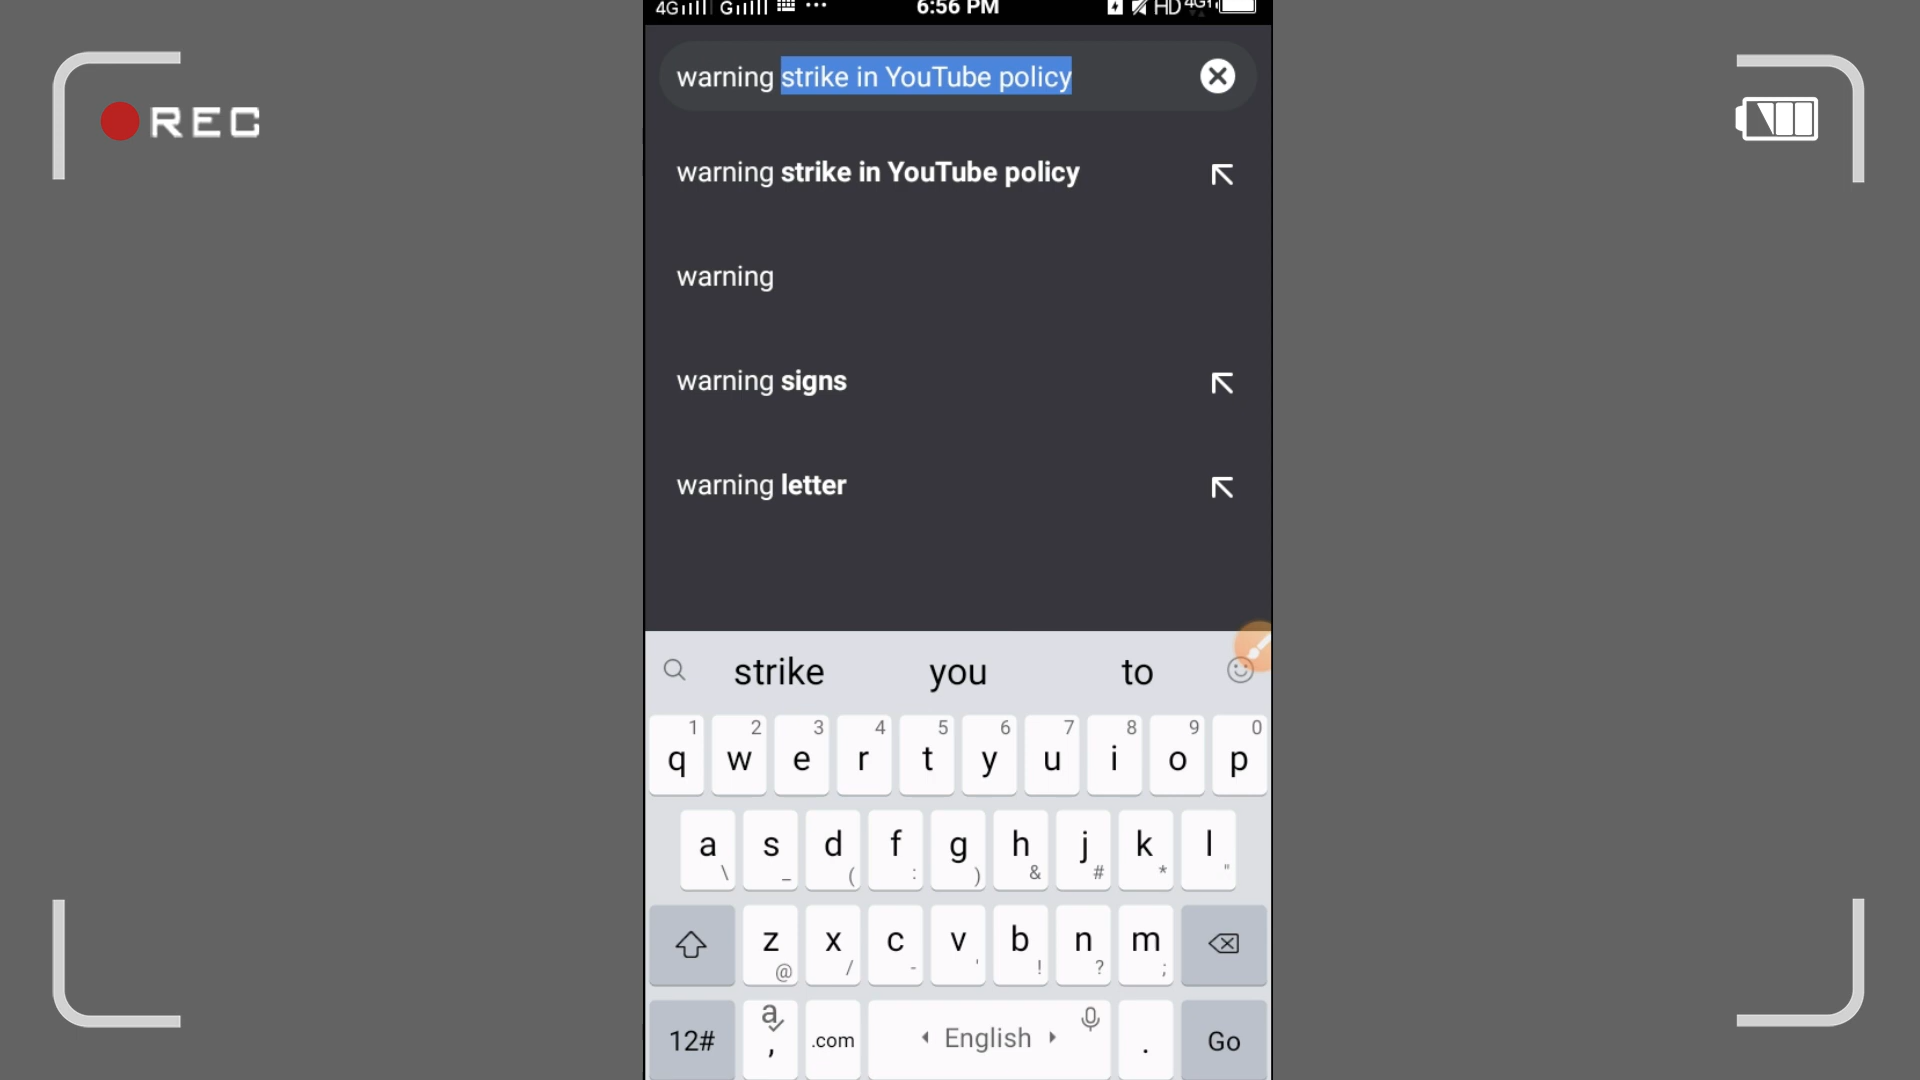 4G G ... 6:56 PM HD 4G
REC
warning strike in YouTube policy
warning strike in YouTube policy
warning
warning signs
warning letter
strike you to
1 2 3 4 5 6 7 8 9 0
q w e r t y u i o p
a s d f g h j k l
\ _ ( : ) & # * "
z x c v b n m
@ / - ' ! ? ;
12# a , .com English . Go